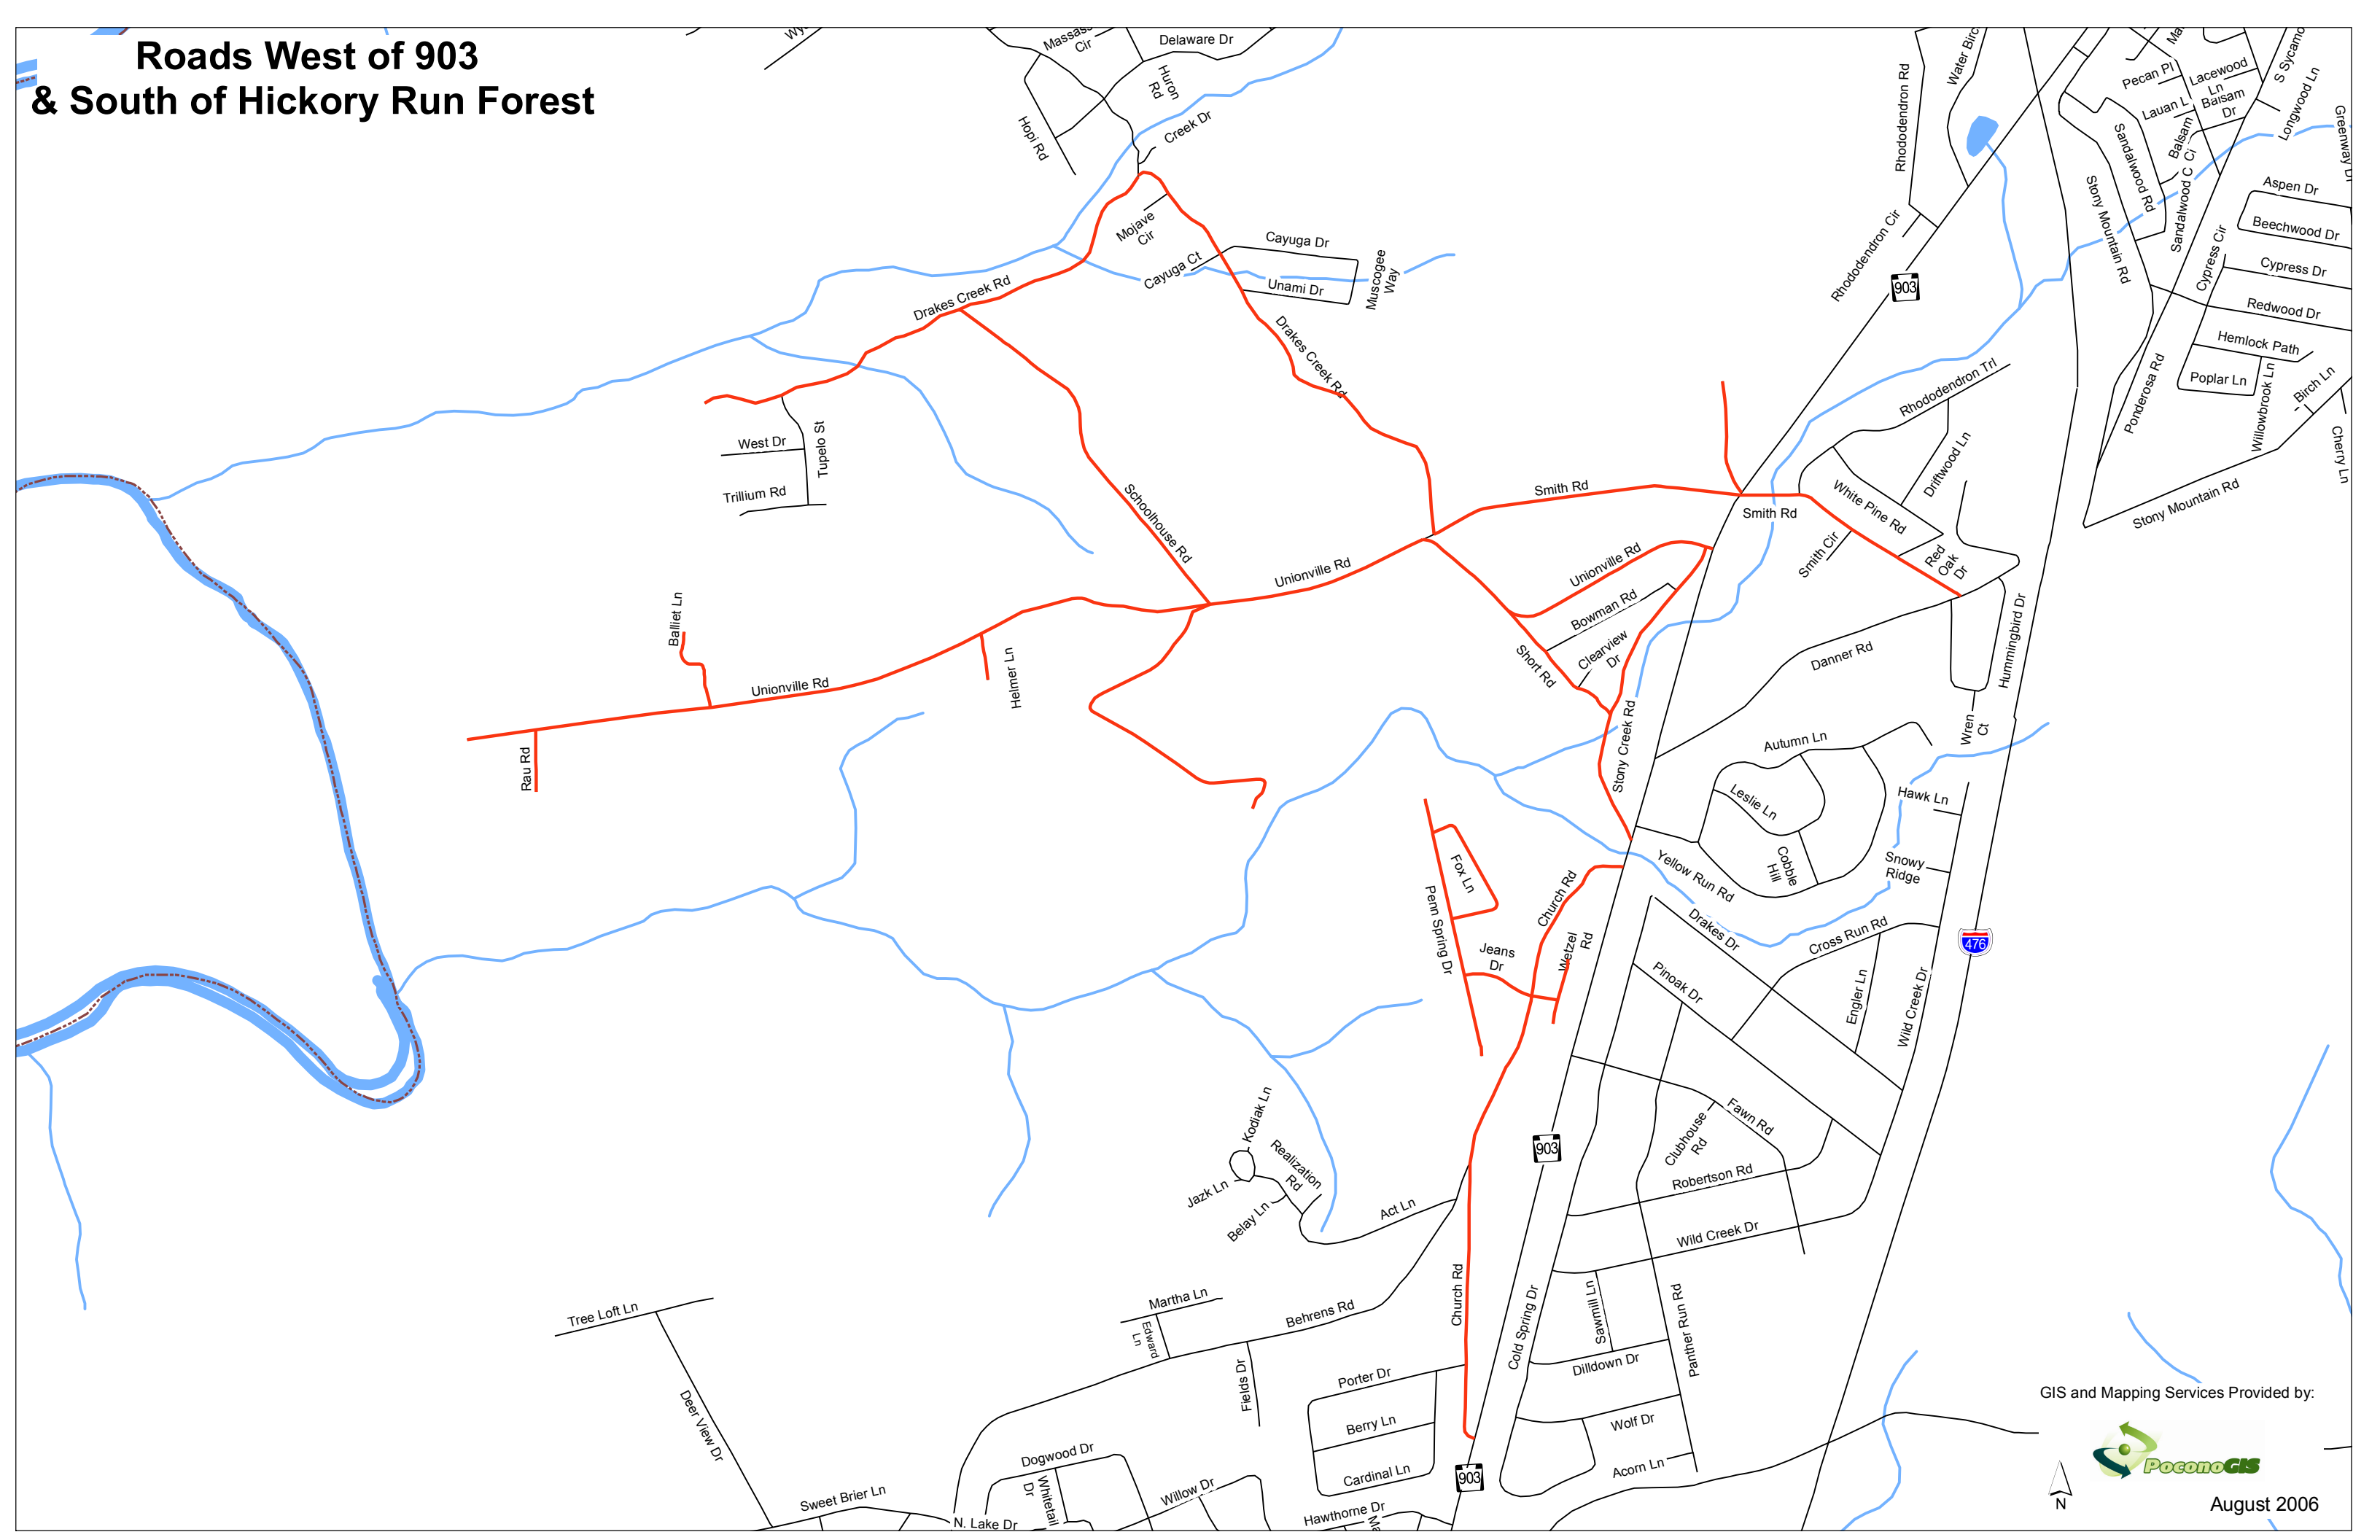 Roads West of 903
& South of Hickory Run Forest
Massas
Cir
Delaware Dr
Huron
Rd
Hopi Rd
Creek Dr
Mojave
Cir
Cayuga Ct
Cayuga Dr
Unami Dr
Muscogee
Way
Drakes Creek Rd
Drakes Creek Rd
West Dr
Tupelo St
Trillium Rd
Schoolhouse Rd
Smith Rd
Smith Rd
Unionville Rd
Unionville Rd
Unionville Rd
Bowman Rd
Clearview
Dr
Short Rd
Stony Creek Rd
Balliet Ln
Helmer Ln
Rau Rd
Rhododendron Rd
Water Birc
Rhododendron Cir
903
Rhododendron Trl
Driftwood Ln
White Pine Rd
Smith Cir
Red
Oak
Dr
Danner Rd
Hummingbird Dr
Wren
Ct
Pecan Pl
Lacewood
Ln
Lauan L
Balsam
Dr
Balsam
Ci
S Sycamo
Longwood Ln
Greenway Dr
Sandalwood Rd
Sandalwood C
Stony Mountain Rd
Aspen Dr
Beechwood Dr
Cypress Cir
Cypress Dr
Redwood Dr
Hemlock Path
Poplar Ln
Willowbrook Ln
Birch Ln
Cherry Ln
Ponderosa Rd
Stony Mountain Rd
Autumn Ln
Leslie Ln
Cobble
Hill
Yellow Run Rd
Hawk Ln
Snowy
Ridge
Fox Ln
Penn Spring Dr
Jeans
Dr
Church Rd
Wetzel
Rd
Drakes Dr
Pinoak Dr
Cross Run Rd
Engler Ln
Wild Creek Dr
476
Fawn Rd
Clubhouse
Rd
Robertson Rd
Wild Creek Dr
903
Kodiak Ln
Realization
Rd
Jazk Ln
Belay Ln
Act Ln
Church Rd
Cold Spring Dr
Sawmill Ln
Panther Run Rd
Dilldown Dr
Wolf Dr
Acorn Ln
Tree Loft Ln
Deer View Dr
Martha Ln
Edward
Ln
Behrens Rd
Fields Dr
Porter Dr
Berry Ln
Cardinal Ln
Hawthorne Dr
903
Dogwood Dr
Whitetail
Dr
Willow Dr
Sweet Brier Ln
N. Lake Dr
GIS and Mapping Services Provided by:
PoconoGIS
N
August 2006